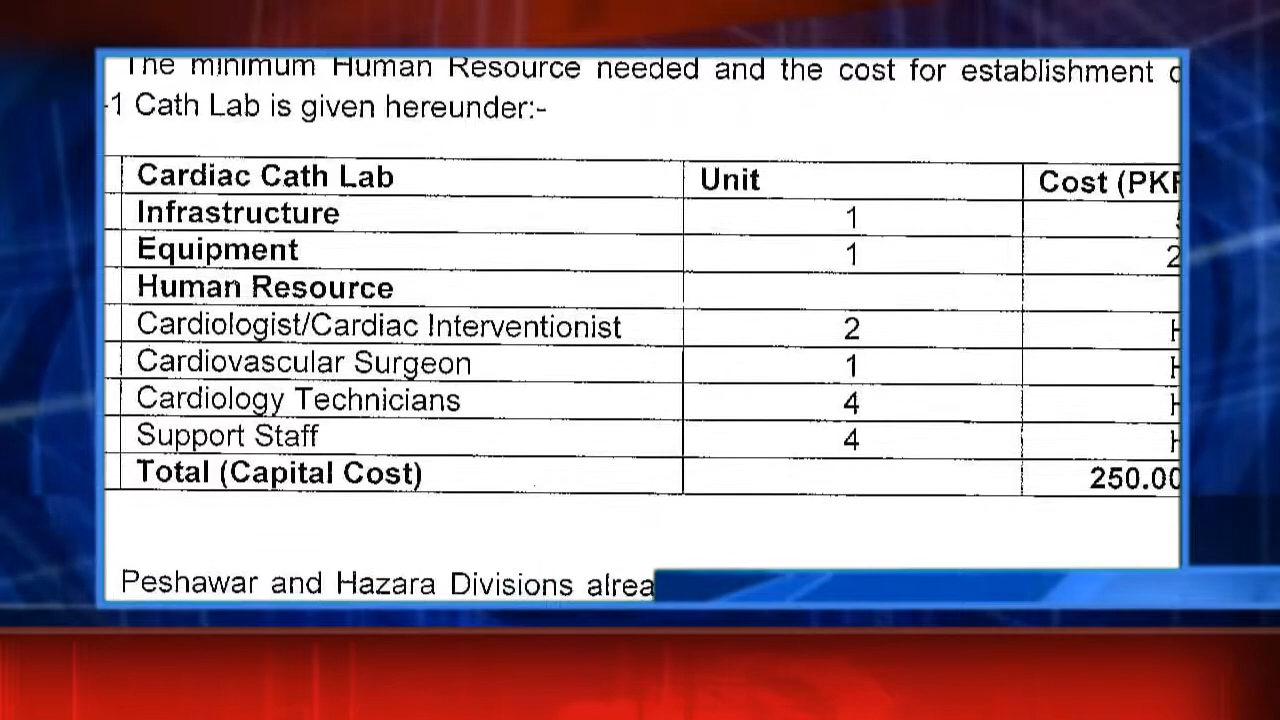 The minimum Human Resource needed and the cost for establishment
1 Cath Lab is given hereunder:-
Cardiac Cath Lab Unit Cost
Infrastructure 1
Equipment 1
Human Resource
Cardiologist/Cardiac Interventionist 2
Cardiovascular Surgeon 1
Cardiology Technicians 4
Support Staff 4
Total (Capital Cost) 250.00
Peshawar and Hazara Divisions